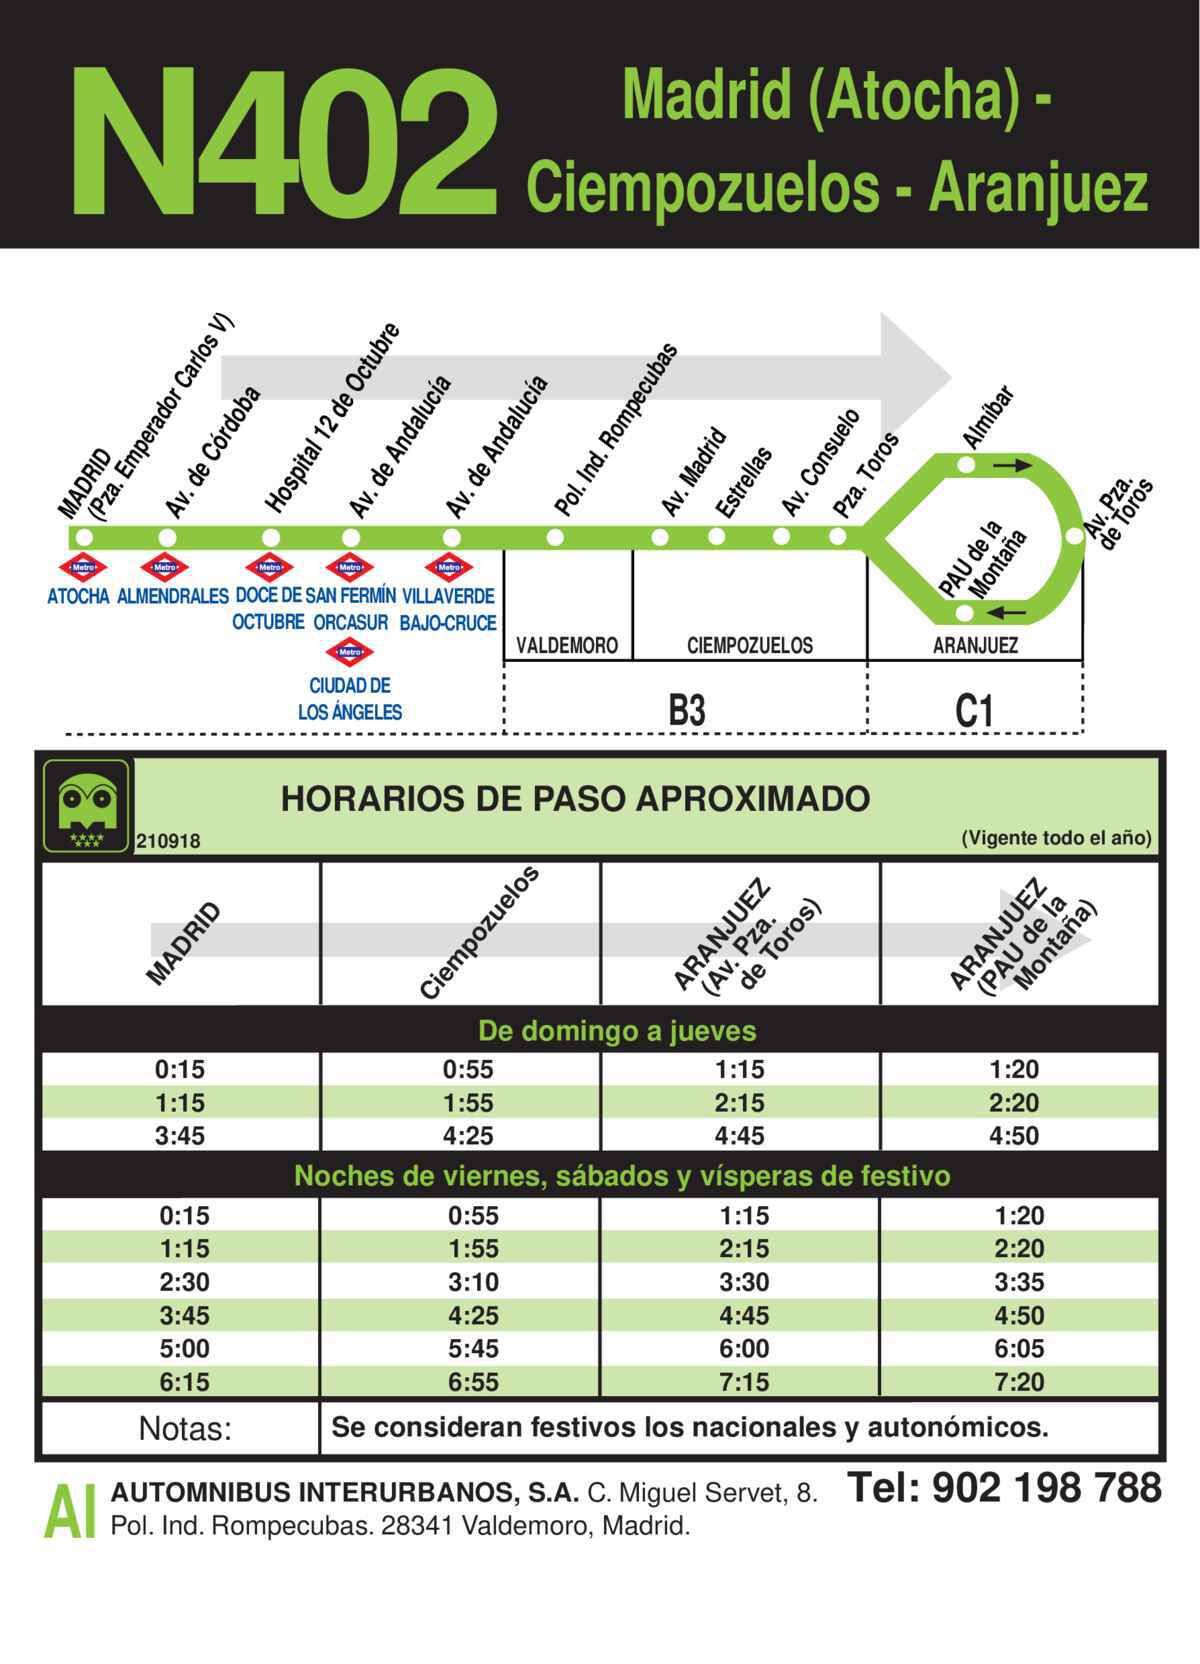 N402
Madrid (Atocha) -
Ciempozuelos - Aranjuez
MADRID
(Pza. Emperador Carlos V)
Av. de Córdoba
Hospital 12 de Octubre
Av. de Andalucía
Av. de Andalucía
Pol. Ind. Rompecubas
Av. Madrid
Estrellas
Av. Consuelo
Pza. Toros
Almíbar
Av. Pza.
de Toros
PAU de la
Montaña
Metro
Metro
Metro
Metro
Metro
ATOCHA
ALMENDRALES
DOCE DE
OCTUBRE
SAN FERMÍN
ORCASUR
VILLAVERDE
BAJO-CRUCE
Metro
CIUDAD DE
LOS ÁNGELES
VALDEMORO
CIEMPOZUELOS
ARANJUEZ
B3
C1
HORARIOS DE PASO APROXIMADO
210918
(Vigente todo el año)
MADRID
Ciempozuelos
ARANJUEZ
(Av. Pza.
de Toros)
ARANJUEZ
(PAU de la
Montaña)
De domingo a jueves
0:15 0:55 1:15 1:20
1:15 1:55 2:15 2:20
3:45 4:25 4:45 4:50
Noches de viernes, sábados y vísperas de festivo
0:15 0:55 1:15 1:20
1:15 1:55 2:15 2:20
2:30 3:10 3:30 3:35
3:45 4:25 4:45 4:50
5:00 5:45 6:00 6:05
6:15 6:55 7:15 7:20
Notas: Se consideran festivos los nacionales y autonómicos.
AI
AUTOMNIBUS INTERURBANOS, S.A. C. Miguel Servet, 8.
Pol. Ind. Rompecubas. 28341 Valdemoro, Madrid.
Tel: 902 198 788